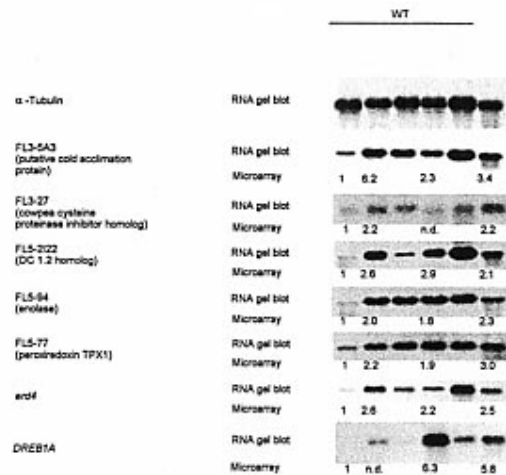 WT
α-Tubulin RNA gel blot
FL3-5A3 RNA gel blot
(putative cold acclimation
protein) Microarray 1 6.2 2.3 3.4
FL3-27 RNA gel blot
(cowpea cysteine
proteinase inhibitor homolog) Microarray 1 2.2 n.d. 2.2
FL5-2I22 RNA gel blot
(DC 1.2 homolog)
Microarray 1 2.6 2.9 2.1
FL5-94 RNA gel blot
(enolase)
Microarray 1 2.0 1.8 2.3
FL5-77 RNA gel blot
(peroxiredoxin TPX1)
Microarray 1 2.2 1.9 3.0
erd4 RNA gel blot
Microarray 1 2.6 2.2 2.5
DREB1A RNA gel blot
Microarray 1 n.d. 6.3 5.8